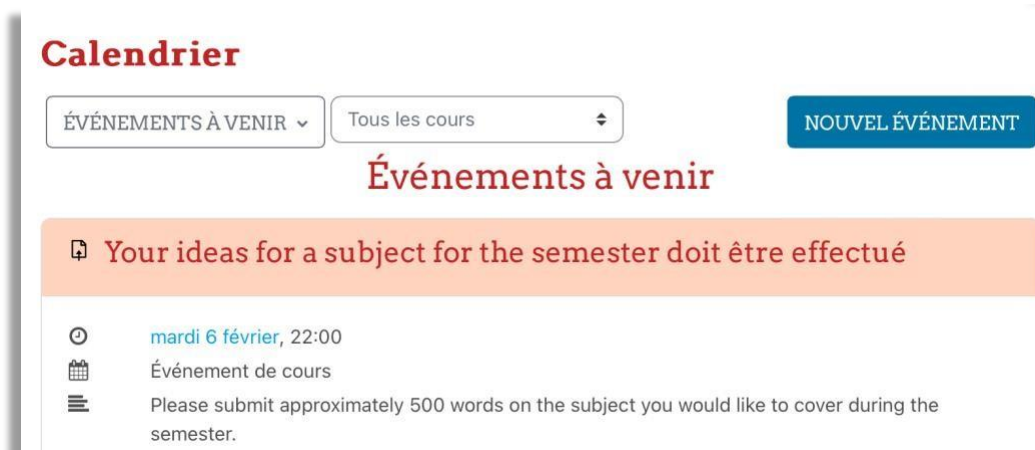 Calendrier
ÉVÉNEMENTS À VENIR
Tous les cours
NOUVEL ÉVÉNEMENT
Événements à venir
Your ideas for a subject for the semester doit être effectué
mardi 6 février, 22:00
Événement de cours
Please submit approximately 500 words on the subject you would like to cover during the
semester.